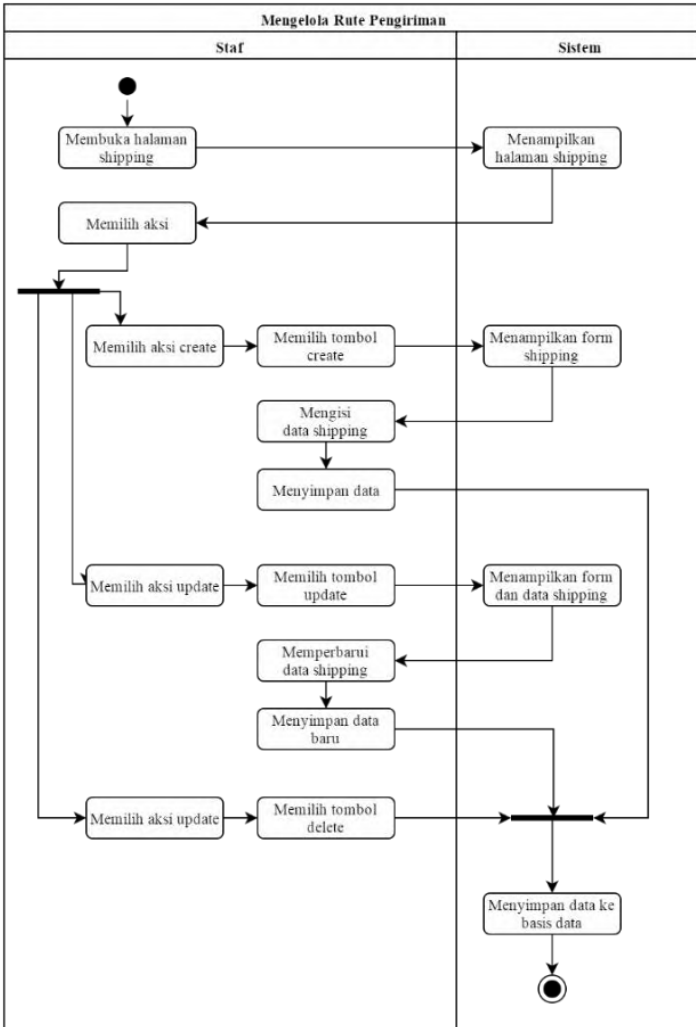 Mengelola Rute Pengiriman
Staf
Sistem
Membuka halaman
shipping
Menampilkan
halaman shipping
Memilih aksi
Memilih aksi create
Memilih tombol
create
Menampilkan form
shipping
Mengisi
data shipping
Menyimpan data
Memilih aksi update
Memilih tombol
update
Menampilkan form
dan data shipping
Memperbarui
data shipping
Menyimpan data
baru
Memilih aksi update
Memilih tombol
delete
Menyimpan data ke
basis data